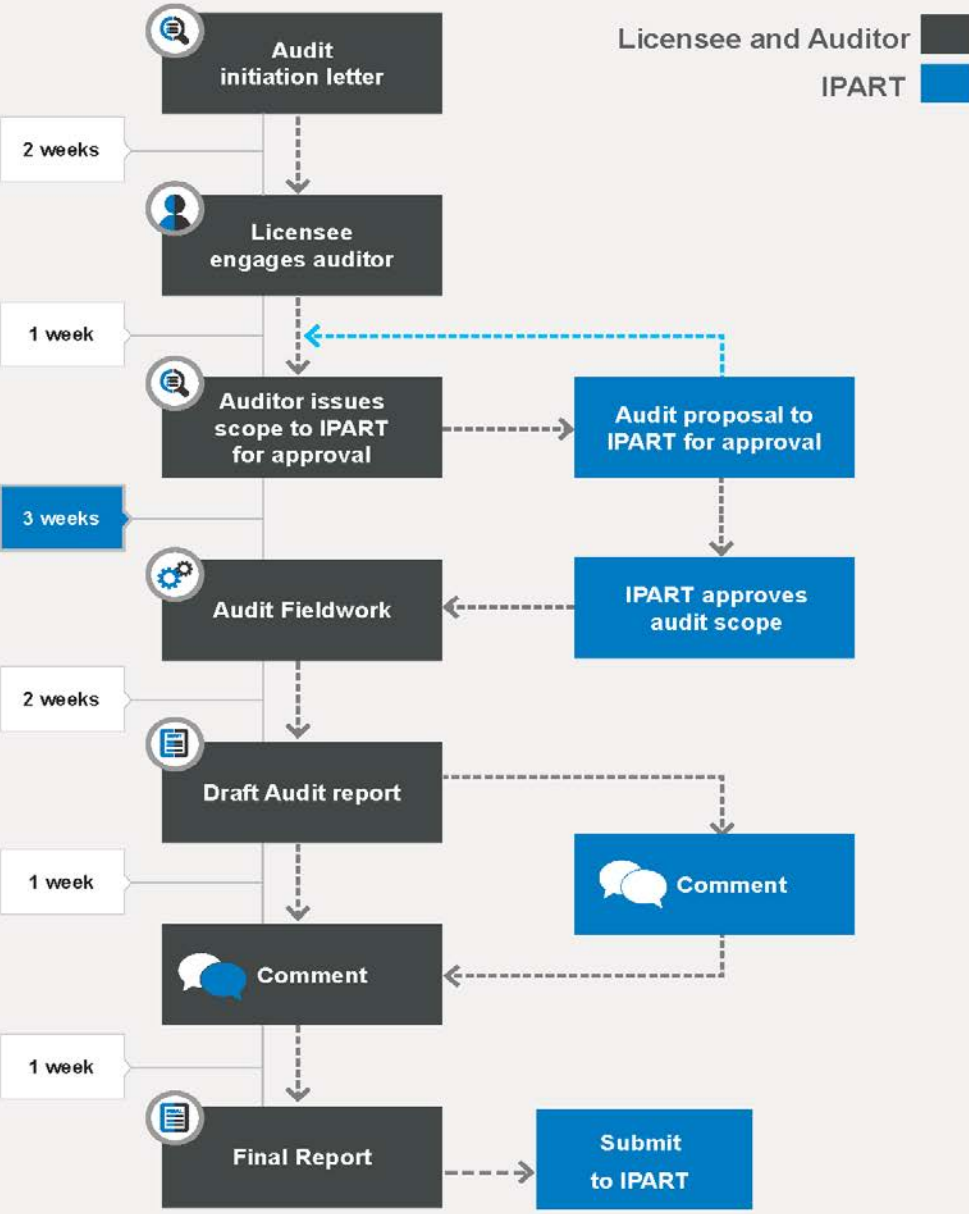 Licensee and Auditor
IPART
Audit
initiation letter
2 weeks
Licensee
engages auditor
1 week
Auditor issues
scope to IPART
for approval
Audit proposal to
IPART for approval
3 weeks
Audit Fieldwork
IPART approves
audit scope
2 weeks
Draft Audit report
1 week
Comment
Comment
1 week
FINAL
Final Report
Submit
to IPART